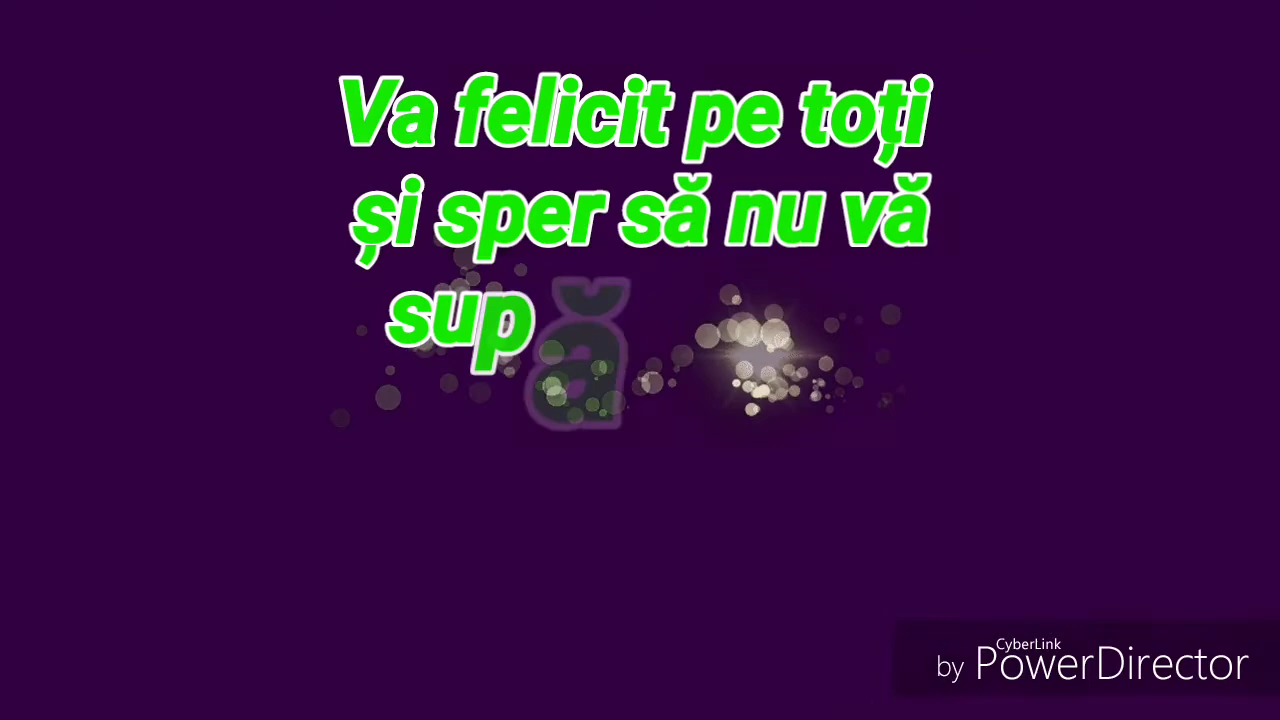 Va felicit pe toți
și sper să nu vă
supă
by CyberLink PowerDirector